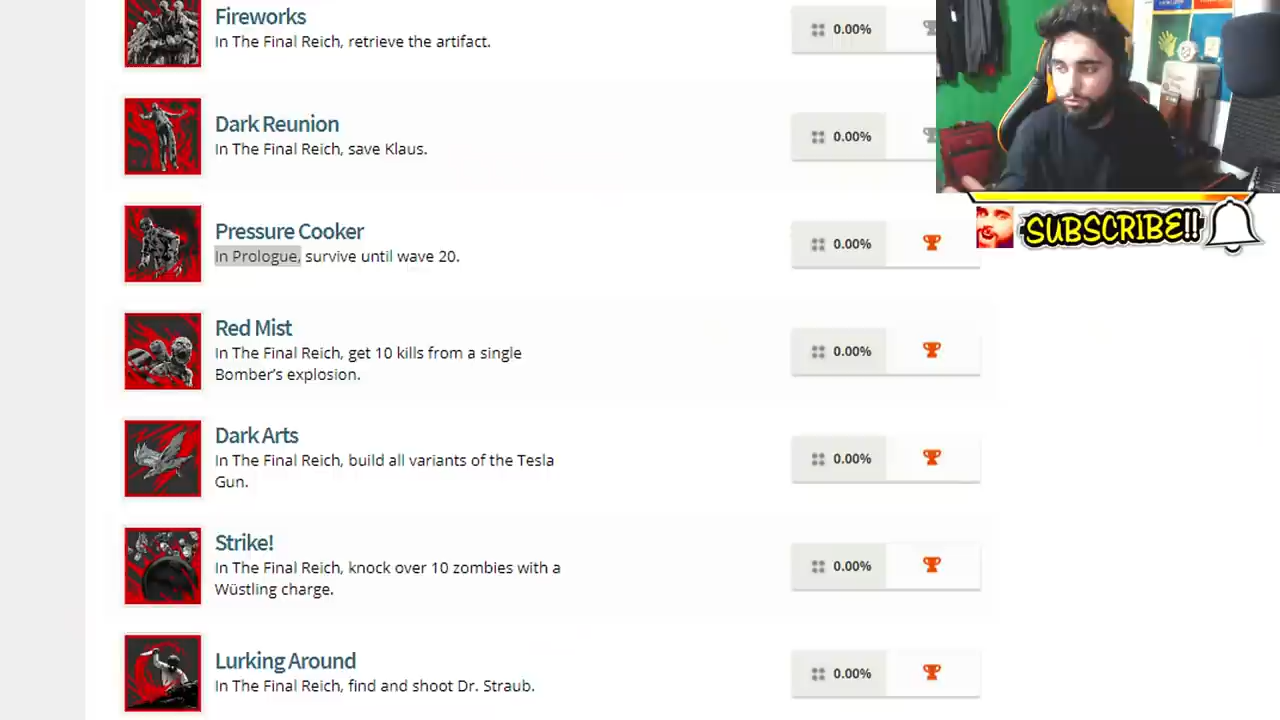 Fireworks
In The Final Reich, retrieve the artifact.
0.00%
Dark Reunion
In The Final Reich, save Klaus.
0.00%
Pressure Cooker
In Prologue, survive until wave 20.
0.00%
SUBSCRIBE!!
Red Mist
In The Final Reich, get 10 kills from a single
Bomber’s explosion.
0.00%
Dark Arts
In The Final Reich, build all variants of the Tesla
Gun.
0.00%
Strike!
In The Final Reich, knock over 10 zombies with a
Wüstling charge.
0.00%
Lurking Around
In The Final Reich, find and shoot Dr. Straub.
0.00%